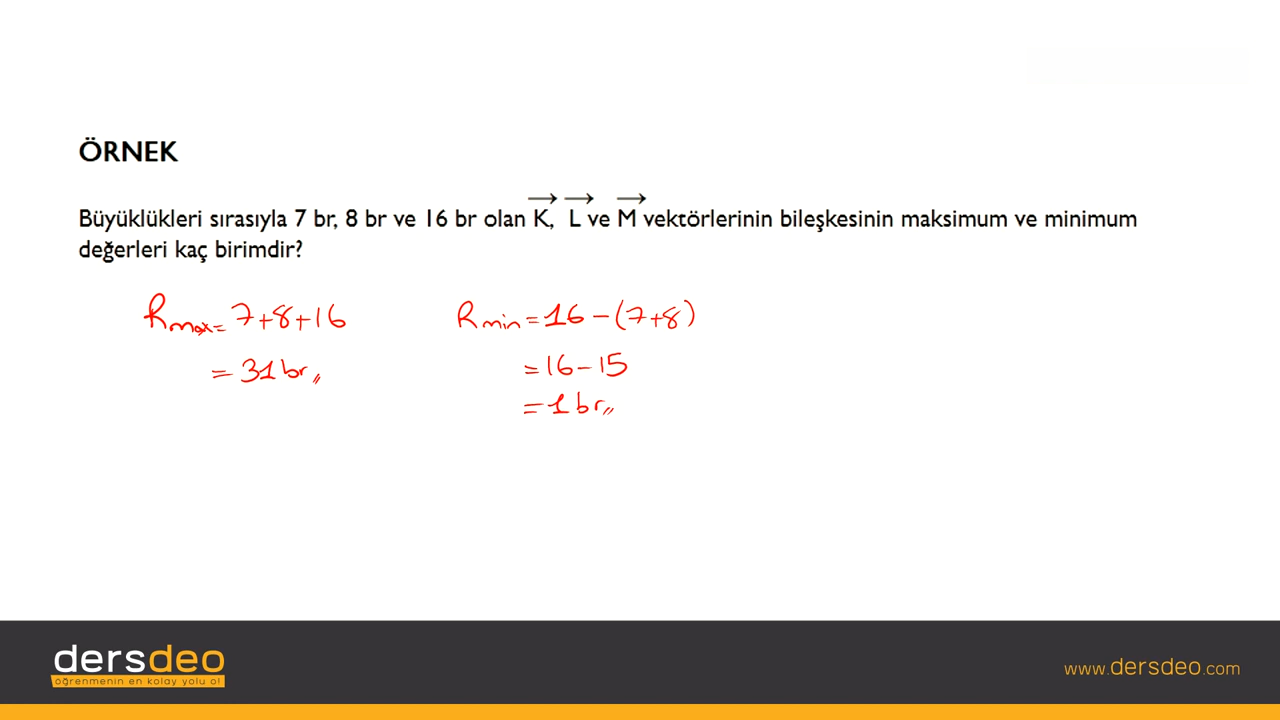 ÖRNEK
Büyüklükleri sırasıyla 7 br, 8 br ve 16 br olan K, L ve M vektörlerinin bileşkesinin maksimum ve minimum
değerleri kaç birimdir?
Rmax = 7+8+16
= 31 br,,
Rmin = 16 - (7+8)
= 16 - 15
= 1 br,,
dersdeo
öğrenmenin en kolay yolu o!
www.dersdeo.com